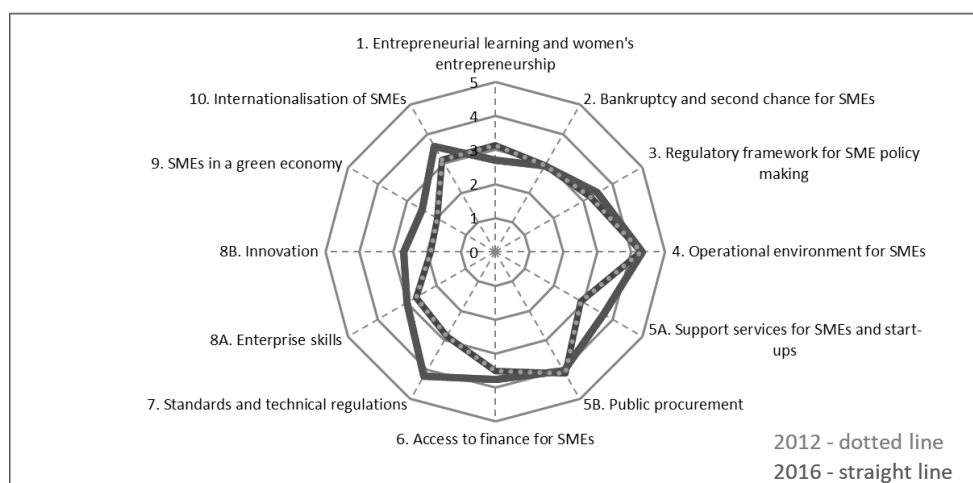 1. Entrepreneurial learning and women's
entrepreneurship
2. Bankruptcy and second chance for SMEs
3. Regulatory framework for SME policy
making
4. Operational environment for SMEs
5A. Support services for SMEs and start-
ups
5B. Public procurement
6. Access to finance for SMEs
7. Standards and technical regulations
8A. Enterprise skills
8B. Innovation
9. SMEs in a green economy
10. Internationalisation of SMEs
5
4
3
2
1
0
2012 - dotted line
2016 - straight line